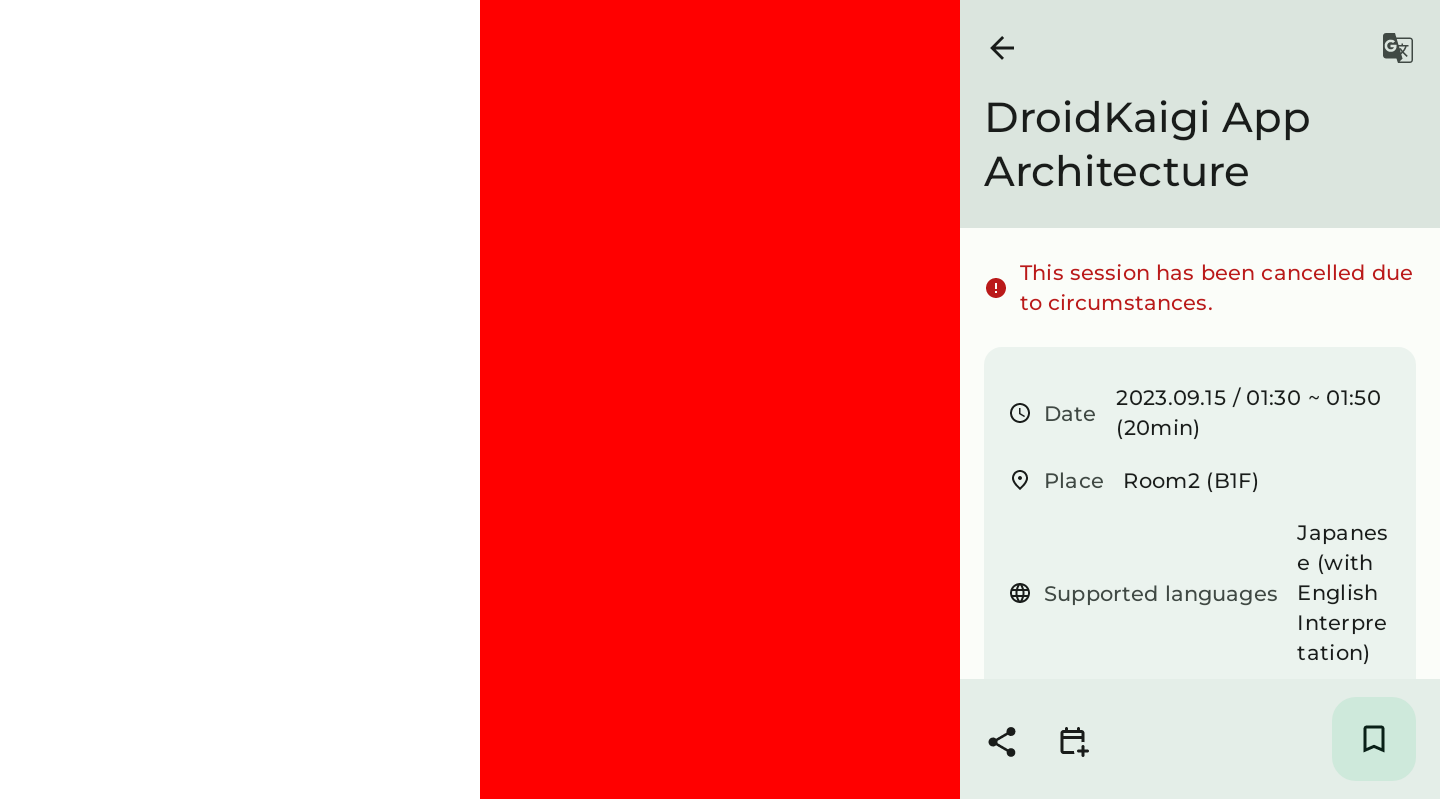 DroidKaigi App
Architecture
This session has been cancelled due
to circumstances.
Date
2023.09.15 / 01:30 ~ 01:50
(20min)
Place
Room2 (B1F)
Supported languages
Japanes
e (with
English
Interpre
tation)